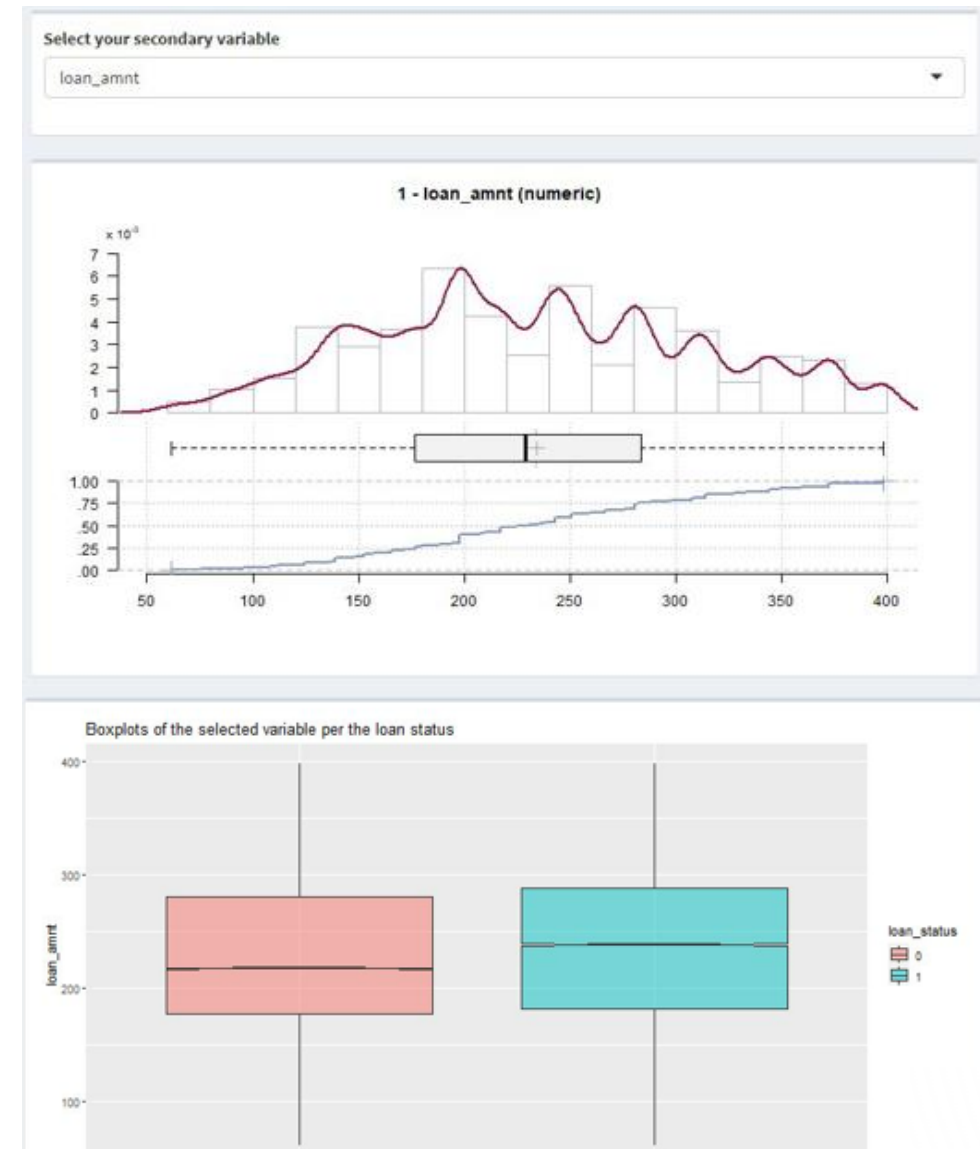 Select your secondary variable
loan_amnt
1 - loan_amnt (numeric)
x 10⁻³
7
6
5
4
3
2
1
0
1.00
.75
.50
.25
.00
50 100 150 200 250 300 350 400
Boxplots of the selected variable per the loan status
400
300
200
100
loan_amnt
loan_status
0
1